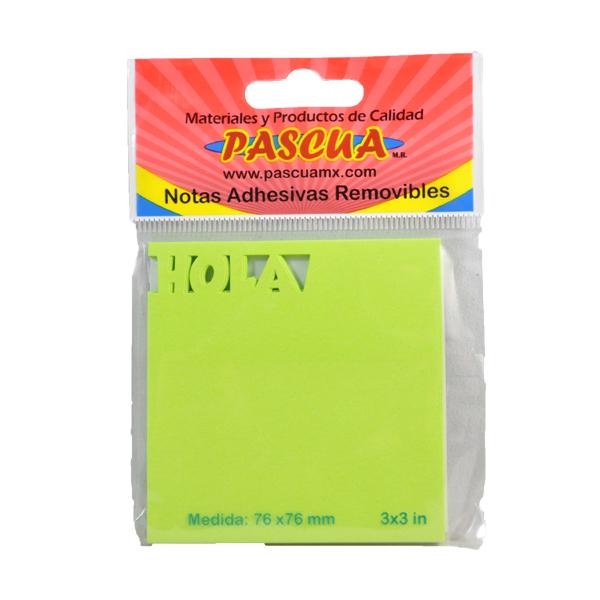 Materiales y Productos de Calidad
PASCUA M.R.
www.pascuamx.com
Notas Adhesivas Removibles
HOLA
Medida: 76 x76 mm 3x3 in